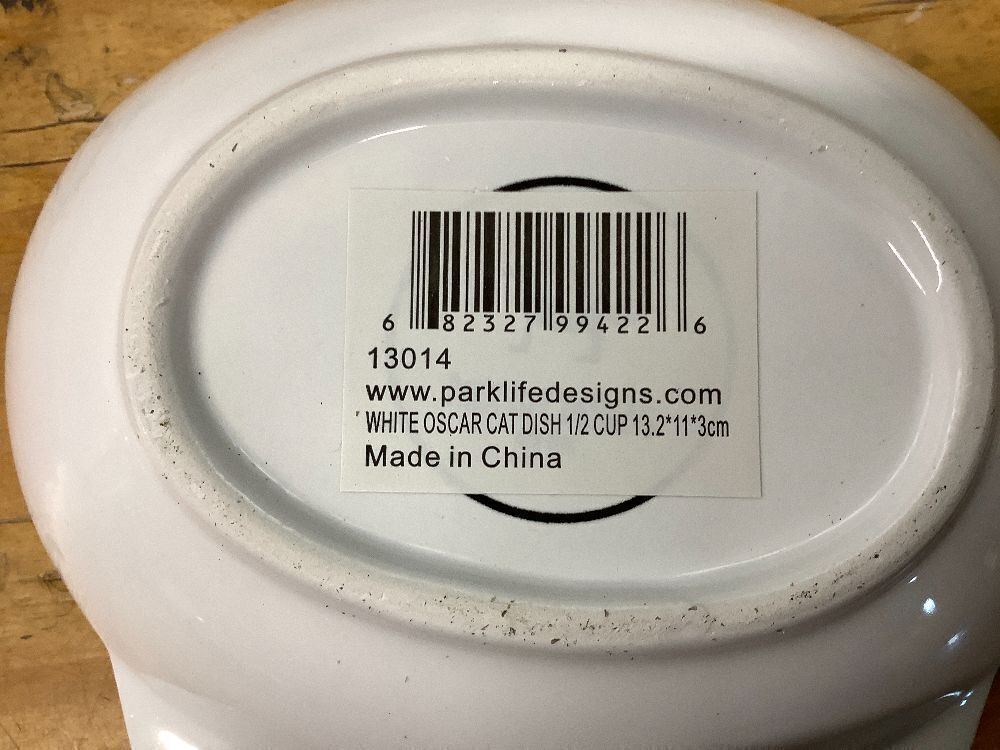 6 82327 99422 6
13014
www.parklifedesigns.com
WHITE OSCAR CAT DISH 1/2 CUP 13.2*11*3cm
Made in China